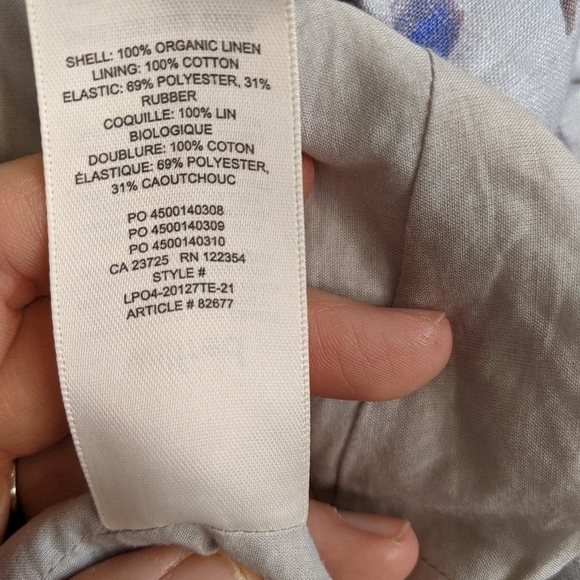 SHELL: 100% ORGANIC LINEN
LINING: 100% COTTON
ELASTIC: 69% POLYESTER, 31%
RUBBER
COQUILLE: 100% LIN
BIOLOGIQUE
DOUBLURE: 100% COTON
ÉLASTIQUE: 69% POLYESTER,
31% CAOUTCHOUC
PO 4500140308
PO 4500140309
PO 4500140310
CA 23725 RN 122354
STYLE #
LPO4-20127TE-21
ARTICLE # 82677